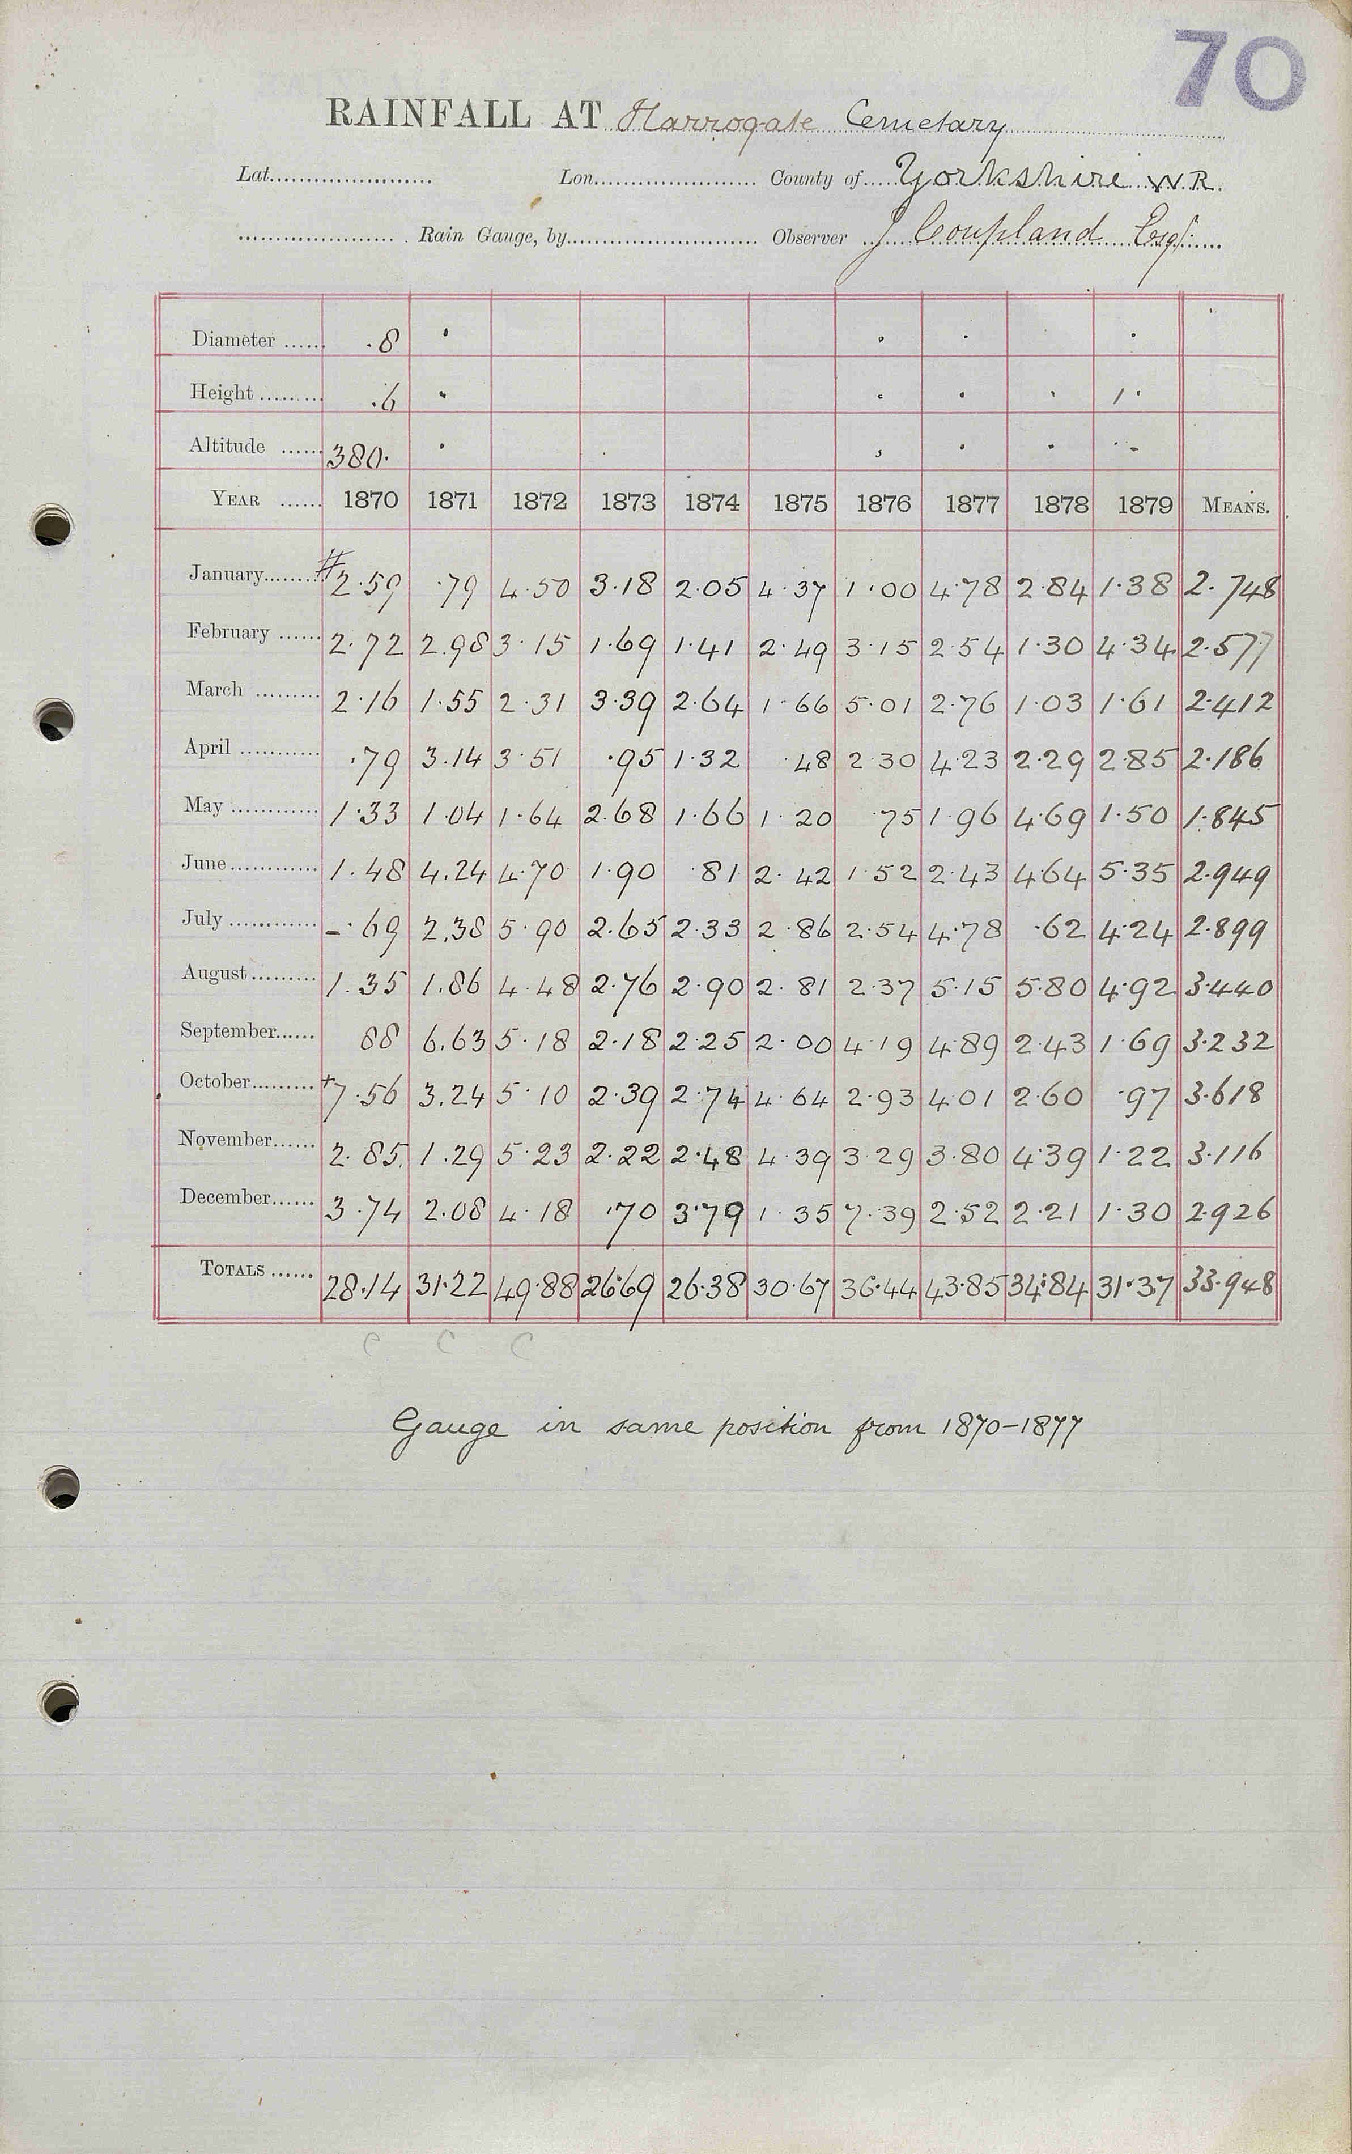 70
RAINFALL AT Harrogate Cemetary
Lat. Lon. County of Yorkshire W.R.
Rain Gauge, by Observer J Coupland Esq.
Diameter .8
Height .6 1
Altitude 380.
YEAR 1870 1871 1872 1873 1874 1875 1876 1877 1878 1879 MEANS.
January #2.59 .79 4.50 3.18 2.05 4.37 1.00 4.78 2.84 1.38 2.748
February 2.72 2.98 3.15 1.69 1.41 2.49 3.15 2.54 1.30 4.34 2.577
March 2.16 1.55 2.31 3.39 2.64 1.66 5.01 2.76 1.03 1.61 2.412
April .79 3.14 3.51 .95 1.32 .48 2.30 4.23 2.29 2.85 2.186
May 1.33 1.04 1.64 2.68 1.66 1.20 75 1.96 4.69 1.50 1.845
June 1.48 4.24 4.70 1.90 .81 2.42 1.52 2.43 4.64 5.35 2.949
July -.69 2.38 5.90 2.65 2.33 2.86 2.54 4.78 .62 4.24 2.899
August 1.35 1.86 4.48 2.76 2.90 2.81 2.37 5.15 5.80 4.92 3.440
September 88 6.63 5.18 2.18 2.25 2.00 4.19 4.89 2.43 1.69 3.232
October +7.56 3.24 5.10 2.39 2.74 4.64 2.93 4.01 2.60 .97 3.618
November 2.85 1.29 5.23 2.22 2.48 4.39 3.29 3.80 4.39 1.22 3.116
December 3.74 2.08 4.18 .70 3.79 1.35 7.39 2.52 2.21 1.30 2.926
TOTALS 28.14 31.22 49.88 26.69 26.38 30.67 36.44 43.85 34.84 31.37 33.948
c c c
Gauge in same position from 1870-1877